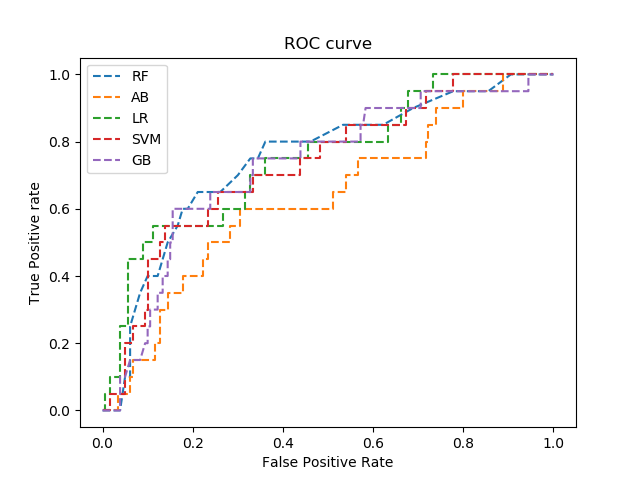 ROC curve
RF
AB
LR
SVM
GB
True Positive rate
1.0
0.8
0.6
0.4
0.2
0.0
0.0 0.2 0.4 0.6 0.8 1.0
False Positive Rate